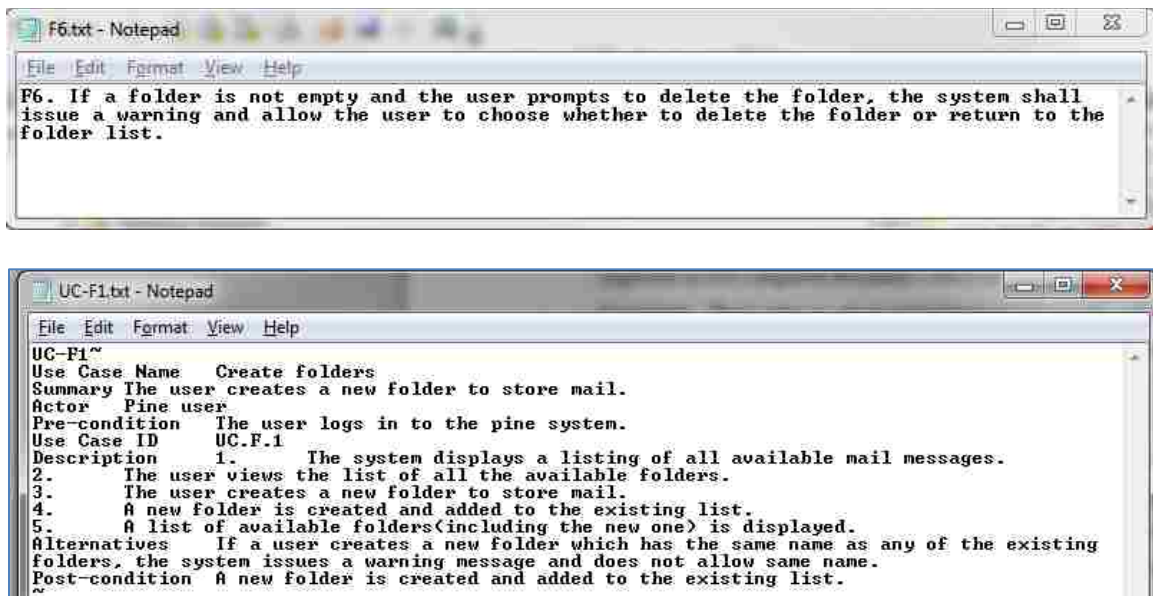 F6.txt - Notepad
File Edit Format View Help
F6. If a folder is not empty and the user prompts to delete the folder, the system shall
issue a warning and allow the user to choose whether to delete the folder or return to the
folder list.
UC-F1.txt - Notepad
File Edit Format View Help
UC-F1~
Use Case Name Create folders
Summary The user creates a new folder to store mail.
Actor Pine user
Pre-condition The user logs in to the pine system.
Use Case ID UC.F.1
Description 1. The system displays a listing of all available mail messages.
2. The user views the list of all the available folders.
3. The user creates a new folder to store mail.
4. A new folder is created and added to the existing list.
5. A list of available folders(including the new one) is displayed.
Alternatives If a user creates a new folder which has the same name as any of the existing
folders, the system issues a warning message and does not allow same name.
Post-condition A new folder is created and added to the existing list.
~